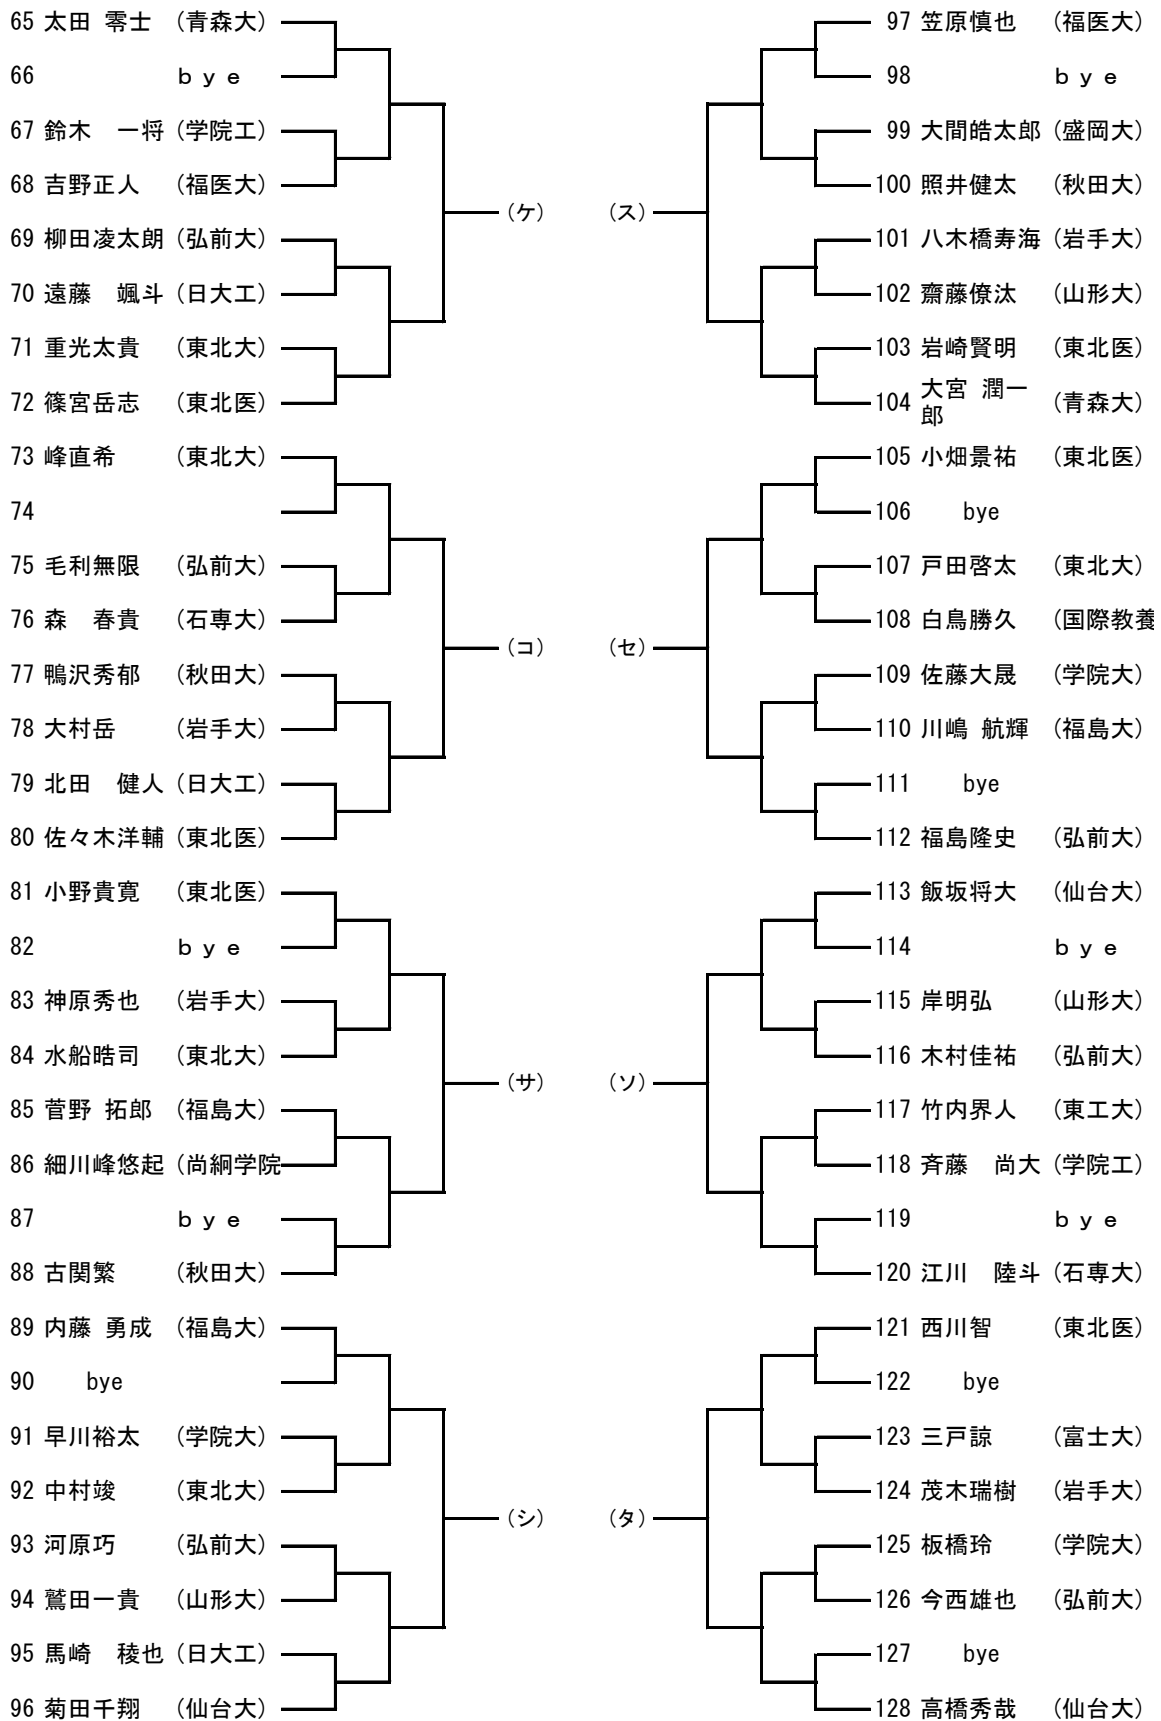 65 太田 零士 (青森大)
66 ｂｙｅ
67 鈴木　一将 (学院工)
68 吉野正人 (福医大)
(ケ)
69 柳田凌太朗 (弘前大)
70 遠藤　颯斗 (日大工)
71 重光太貴 (東北大)
72 篠宮岳志 (東北医)
73 峰直希 (東北大)
74
75 毛利無限 (弘前大)
76 森　春貴 (石専大)
(コ)
77 鴨沢秀郁 (秋田大)
78 大村岳 (岩手大)
79 北田　健人 (日大工)
80 佐々木洋輔 (東北医)
81 小野貴寛 (東北医)
82 ｂｙｅ
83 神原秀也 (岩手大)
84 水船晧司 (東北大)
(サ)
85 菅野 拓郎 (福島大)
86 細川峰悠起 (尚絅学院
87 ｂｙｅ
88 古関繁 (秋田大)
89 内藤 勇成 (福島大)
90 bye
91 早川裕太 (学院大)
92 中村竣 (東北大)
(シ)
93 河原巧 (弘前大)
94 鷲田一貴 (山形大)
95 馬崎　稜也 (日大工)
96 菊田千翔 (仙台大)
97 笠原慎也 (福医大)
98 ｂｙｅ
99 大間皓太郎 (盛岡大)
100 照井健太 (秋田大)
(ス)
101 八木橋寿海 (岩手大)
102 齋藤僚汰 (山形大)
103 岩崎賢明 (東北医)
104 大宮 潤一
郎 (青森大)
105 小畑景祐 (東北医)
106 bye
107 戸田啓太 (東北大)
108 白鳥勝久 (国際教養
(セ)
109 佐藤大晟 (学院大)
110 川嶋 航輝 (福島大)
111 bye
112 福島隆史 (弘前大)
113 飯坂将大 (仙台大)
114 ｂｙｅ
115 岸明弘 (山形大)
116 木村佳祐 (弘前大)
(ソ)
117 竹内界人 (東工大)
118 斉藤　尚大 (学院工)
119 ｂｙｅ
120 江川　陸斗 (石専大)
121 西川智 (東北医)
122 bye
123 三戸諒 (富士大)
124 茂木瑞樹 (岩手大)
(タ)
125 板橋玲 (学院大)
126 今西雄也 (弘前大)
127 bye
128 高橋秀哉 (仙台大)